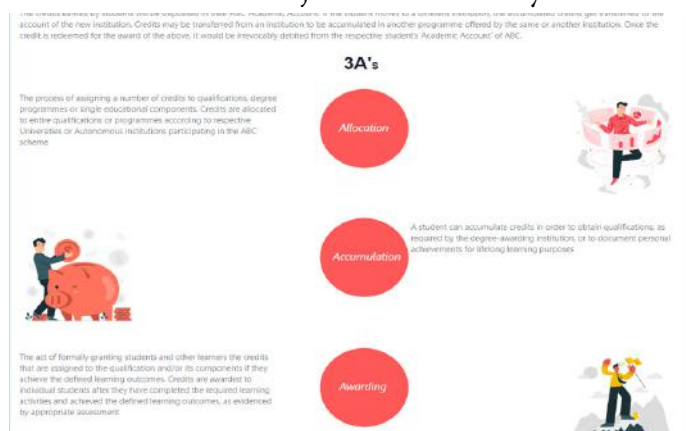 The credits earned by students will be deposited in their ABC 'Academic Account'. If the student moves to a different institution, the accumulated credits get transferred to the
account of the new institution. Credits may be transferred from an institution to be accumulated in another programme offered by the same or another institution. Once the
credit is redeemed for the award of the above, it would be irrevocably debited from the respective student's 'Academic Account' of ABC.
3A's
The process of assigning a number of credits to qualifications, degree
programmes or single educational components. Credits are allocated
to entire qualifications or programmes according to respective
Universities or Autonomous institutions participating in the ABC
scheme
Allocation
Accumulation
A student can accumulate credits in order to obtain qualifications, as
required by the degree-awarding institution, or to document personal
achievements for lifelong learning purposes
The act of formally granting students and other learners the credits
that are assigned to the qualification and/or its components if they
achieve the defined learning outcomes. Credits are awarded to
individual students after they have completed the required learning
activities and achieved the defined learning outcomes, as evidenced
by appropriate assessment
Awarding